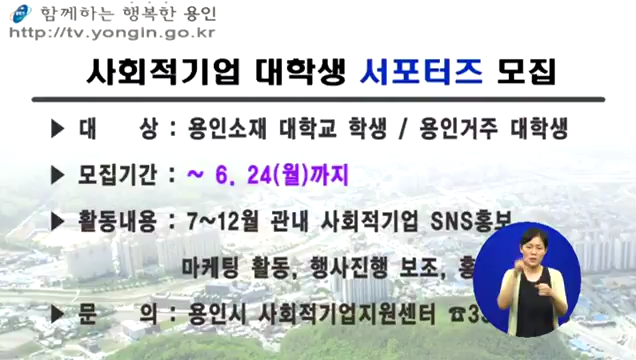 함께하는 행복한 용인
http://tv.yongin.go.kr
사회적기업 대학생 서포터즈 모집
▶ 대 상 : 용인소재 대학교 학생 / 용인거주 대학생
▶ 모집기간 : ~ 6. 24(월)까지
▶ 활동내용 : 7~12월 관내 사회적기업 SNS홍보
마케팅 활동, 행사진행 보조,
▶ 문 의 : 용인시 사회적기업지원센터 ☎